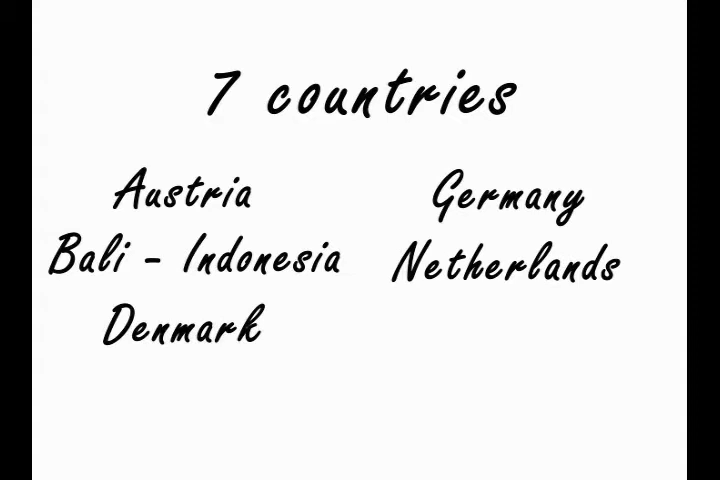 7 countries
Austria
Bali - Indonesia
Denmark
Germany
Netherlands